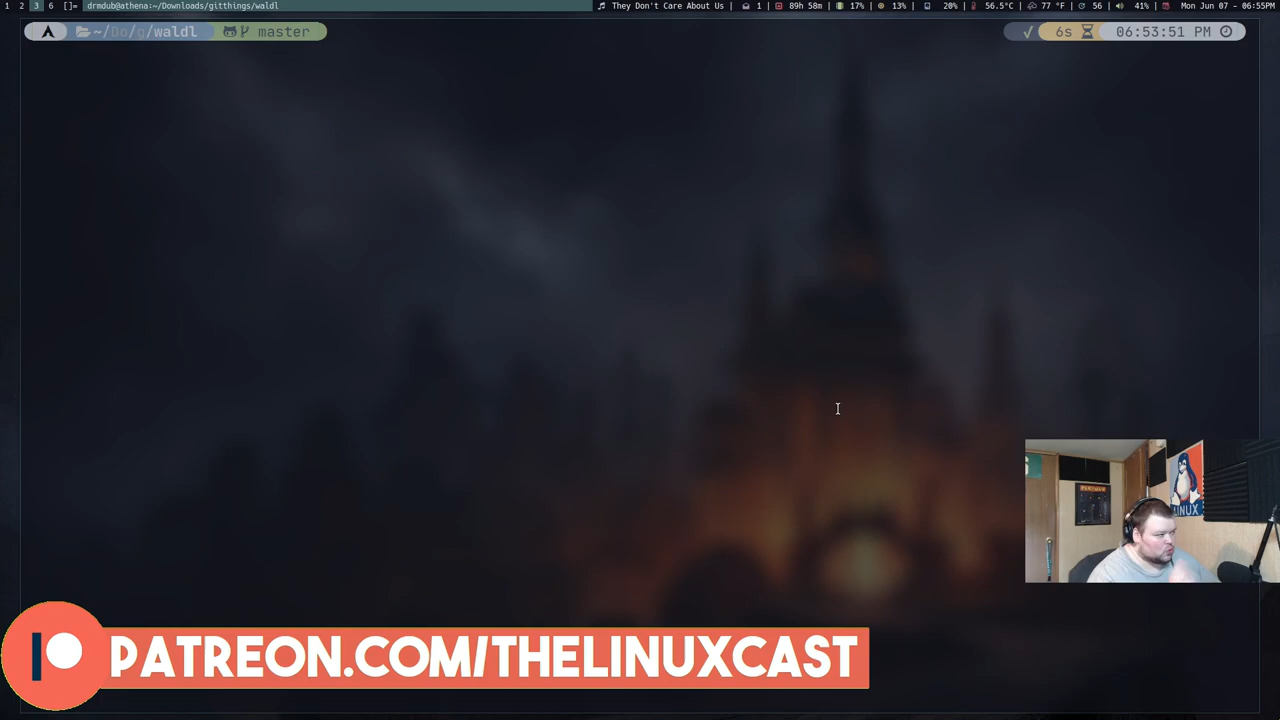 1 2 3 6 []= drmdub@athena:~/Downloads/gitthings/waldl They Don't Care About Us | 1 | 89h 58m | 17% | 13% | 20% | 56.5°C | 77 °F | 56 | 41% | Mon Jun 07 - 06:55PM
~/Do/g/waldl master ✓ 6s 06:53:51 PM
LINUX
PATREON.COM/THELINUXCAST